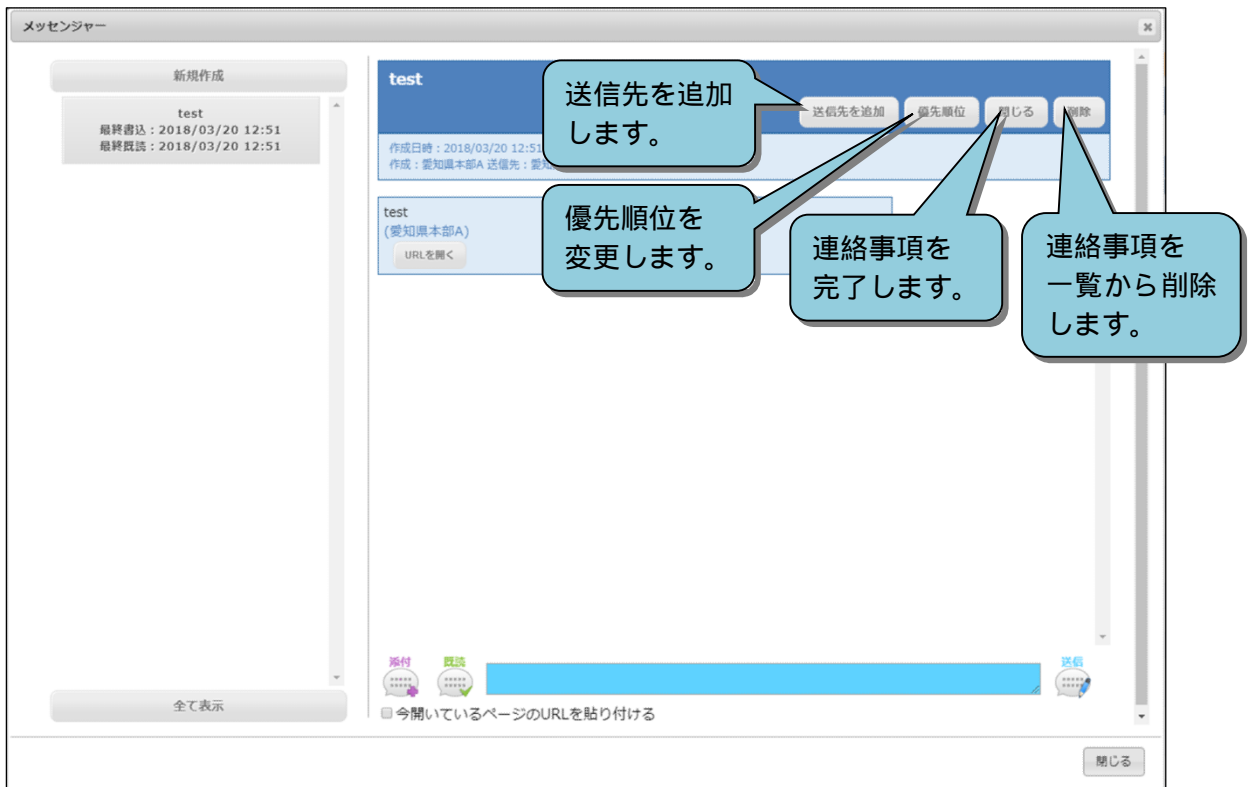 メッセンジャー
新規作成
test
最終書込：2018/03/20 12:51
最終既読：2018/03/20 12:51
全て表示
test
送信先を追加
優先順位
閉じる
削除
作成日時：2018/03/20 12:51
作成：愛知県本部A 送信先：愛知
test
(愛知県本部A)
URLを開く
送信先を追加
します。
優先順位を
変更します。
連絡事項を
完了します。
連絡事項を
一覧から削除
します。
添付
既読
送信
今開いているページのURLを貼り付ける
閉じる